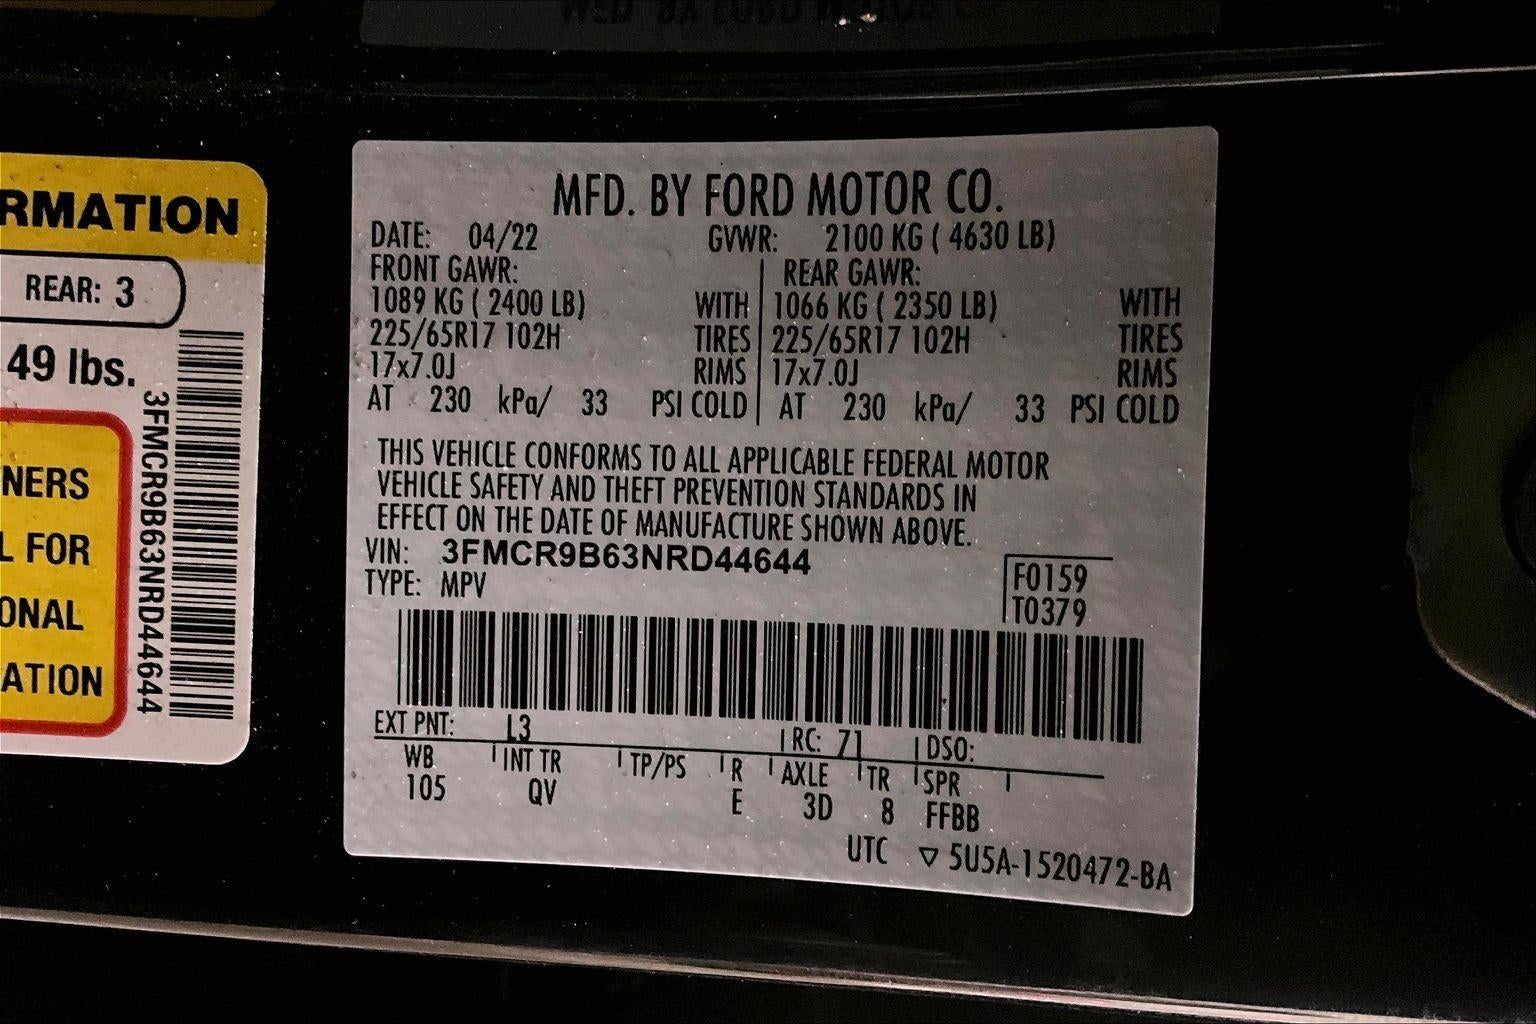 RMATION
REAR: 3
49 lbs.
NERS
L FOR
ONAL
ATION
3FMCR9B63NRD44644
MFD. BY FORD MOTOR CO.
DATE: 04/22 GVWR: 2100 KG ( 4630 LB)
FRONT GAWR: REAR GAWR:
1089 KG ( 2400 LB) WITH 1066 KG ( 2350 LB) WITH
225/65R17 102H TIRES 225/65R17 102H TIRES
17x7.0J RIMS 17x7.0J RIMS
AT 230 kPa/ 33 PSI COLD AT 230 kPa/ 33 PSI COLD
THIS VEHICLE CONFORMS TO ALL APPLICABLE FEDERAL MOTOR
VEHICLE SAFETY AND THEFT PREVENTION STANDARDS IN
EFFECT ON THE DATE OF MANUFACTURE SHOWN ABOVE.
VIN: 3FMCR9B63NRD44644
TYPE: MPV
F0159
T0379
EXT PNT: L3 RC: 71 DSO:
WB INT TR TP/PS R AXLE TR SPR
105 QV E 3D 8 FFBB
UTC ▽ 5U5A-1520472-BA